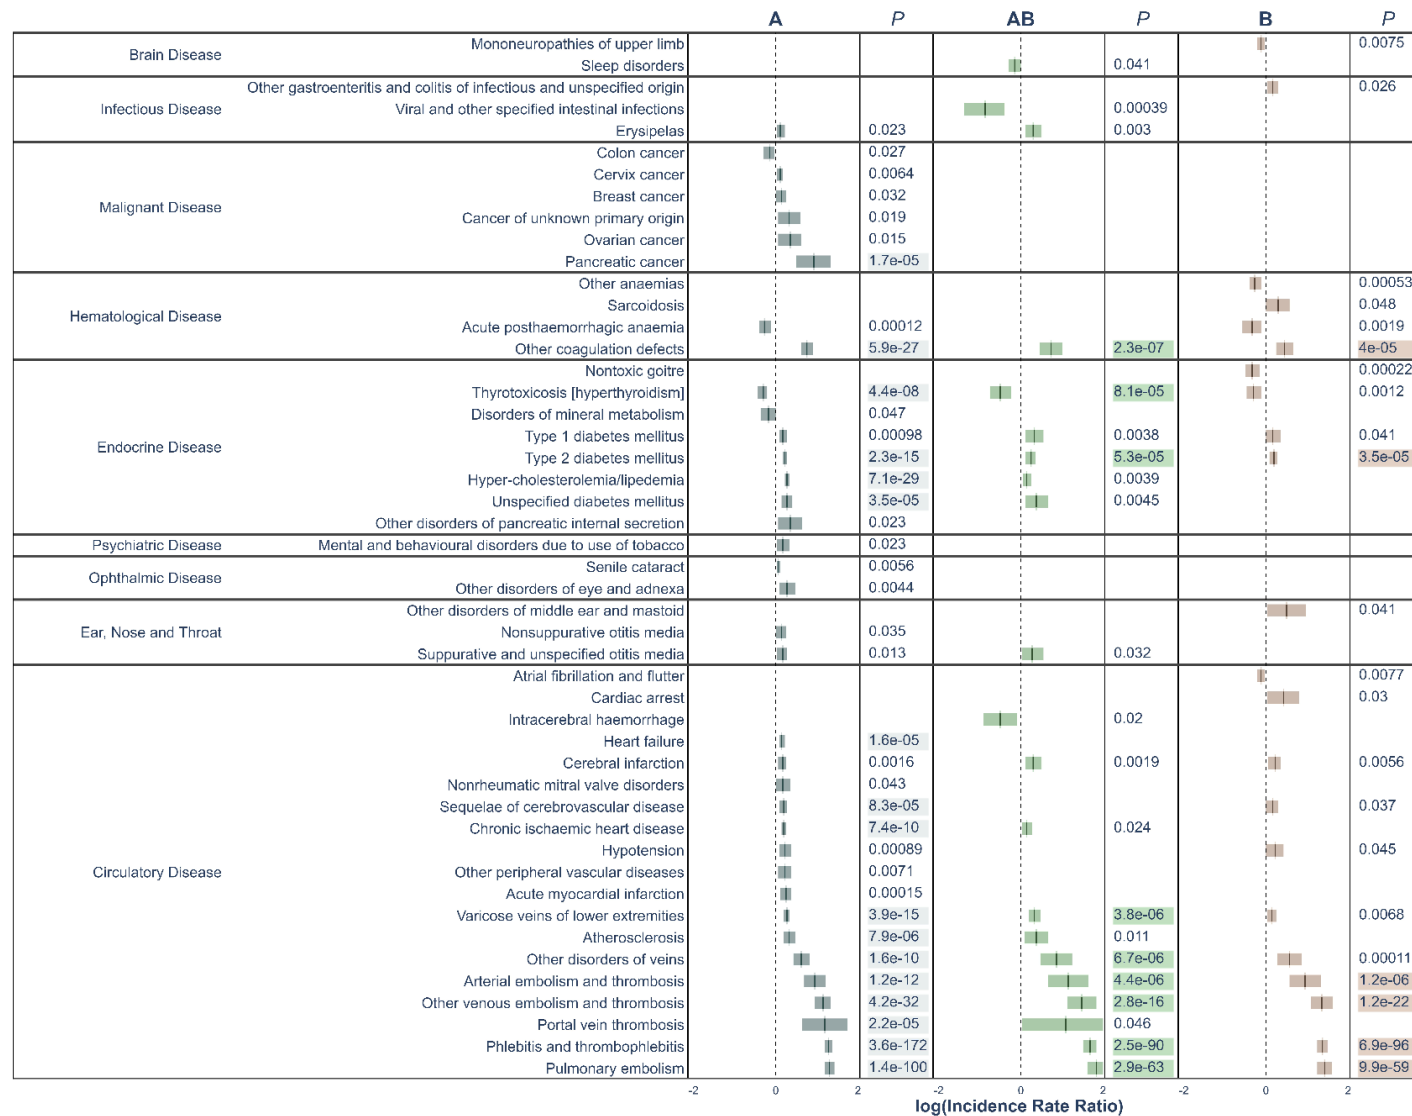 A P AB P B P
Brain Disease Mononeuropathies of upper limb 0.0075
Sleep disorders 0.041
Other gastroenteritis and colitis of infectious and unspecified origin 0.026
Infectious Disease Viral and other specified intestinal infections 0.00039
Erysipelas 0.023 0.003
Colon cancer 0.027
Cervix cancer 0.0064
Breast cancer 0.032
Malignant Disease
Cancer of unknown primary origin 0.019
Ovarian cancer 0.015
Pancreatic cancer 1.7e-05
Other anaemias 0.00053
Sarcoidosis 0.048
Hematological Disease
Acute posthaemorrhagic anaemia 0.00012 0.0019
Other coagulation defects 5.9e-27 2.3e-07 4e-05
Nontoxic goitre 0.00022
Thyrotoxicosis [hyperthyroidism] 4.4e-08 8.1e-05 0.0012
Disorders of mineral metabolism 0.047
Type 1 diabetes mellitus 0.00098 0.0038 0.041
Endocrine Disease
Type 2 diabetes mellitus 2.3e-15 5.3e-05 3.5e-05
Hyper-cholesterolemia/lipedemia 7.1e-29 0.0039
Unspecified diabetes mellitus 3.5e-05 0.0045
Other disorders of pancreatic internal secretion 0.023
Psychiatric Disease Mental and behavioural disorders due to use of tobacco 0.023
Senile cataract 0.0056
Ophthalmic Disease
Other disorders of eye and adnexa 0.0044
Other disorders of middle ear and mastoid 0.041
Ear, Nose and Throat Nonsuppurative otitis media 0.035
Suppurative and unspecified otitis media 0.013 0.032
Atrial fibrillation and flutter 0.0077
Cardiac arrest 0.03
Intracerebral haemorrhage 0.02
Heart failure 1.6e-05
Cerebral infarction 0.0016 0.0019 0.0056
Nonrheumatic mitral valve disorders 0.043
Sequelae of cerebrovascular disease 8.3e-05 0.037
Chronic ischaemic heart disease 7.4e-10 0.024
Hypotension 0.00089 0.045
Circulatory Disease Other peripheral vascular diseases 0.0071
Acute myocardial infarction 0.00015
Varicose veins of lower extremities 3.9e-15 3.8e-06 0.0068
Atherosclerosis 7.9e-06 0.011
Other disorders of veins 1.6e-10 6.7e-06 0.00011
Arterial embolism and thrombosis 1.2e-12 4.4e-06 1.2e-06
Other venous embolism and thrombosis 4.2e-32 2.8e-16 1.2e-22
Portal vein thrombosis 2.2e-05 0.046
Phlebitis and thrombophlebitis 3.6e-172 2.5e-90 6.9e-96
Pulmonary embolism 1.4e-100 2.9e-63 9.9e-59
-2 0 2 -2 0 2 -2 0 2
log(Incidence Rate Ratio)